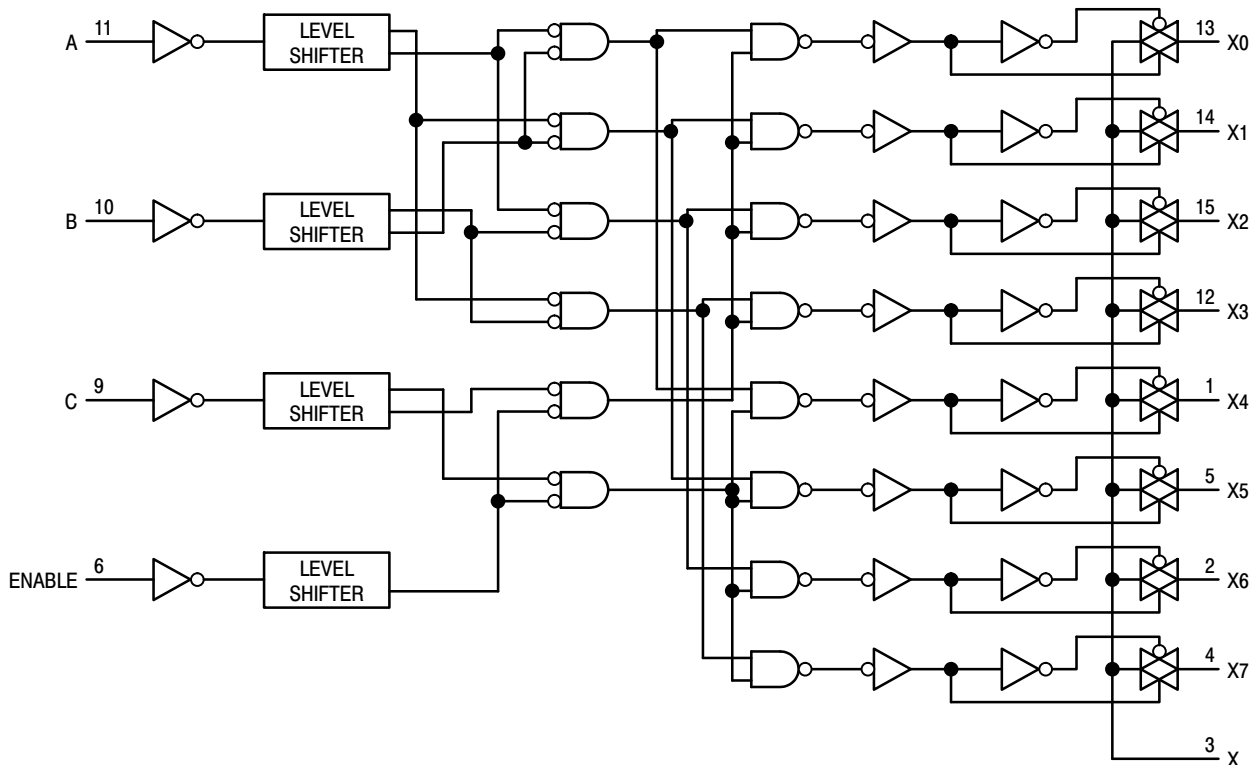 A 11 LEVEL SHIFTER 13 X0
14 X1
B 10 LEVEL SHIFTER 15 X2
12 X3
C 9 LEVEL SHIFTER 1 X4
5 X5
ENABLE 6 LEVEL SHIFTER 2 X6
4 X7
3 X